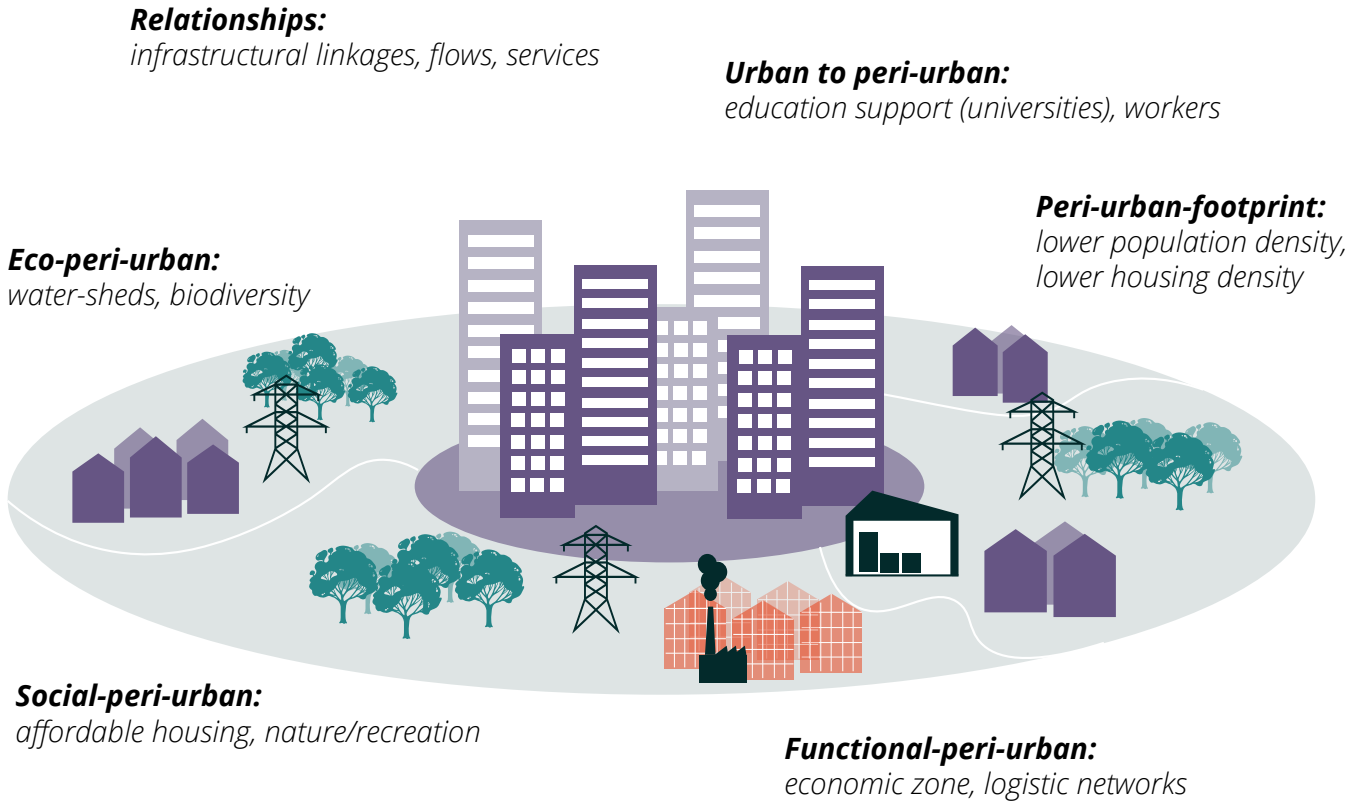 Relationships:
infrastructural linkages, flows, services
Urban to peri-urban:
education support (universities), workers
Peri-urban-footprint:
lower population density,
lower housing density
Eco-peri-urban:
water-sheds, biodiversity
Social-peri-urban:
affordable housing, nature/recreation
Functional-peri-urban:
economic zone, logistic networks